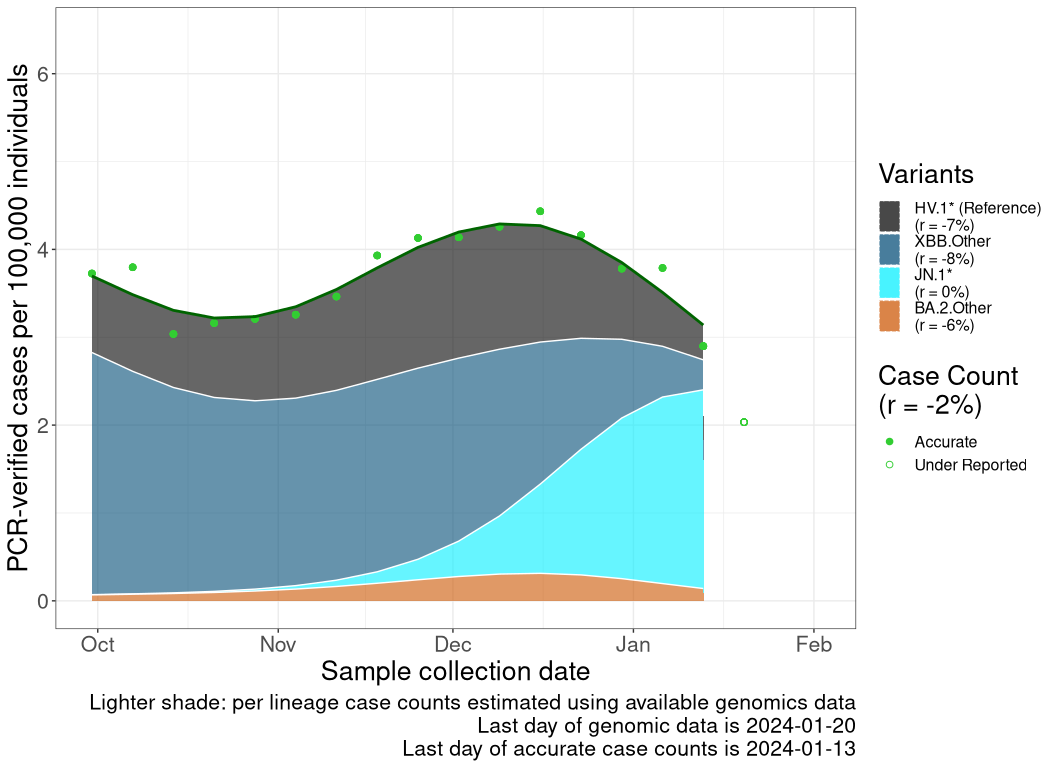 PCR-verified cases per 100,000 individuals
6
4
2
0
Oct
Nov
Dec
Jan
Feb
Sample collection date
Lighter shade: per lineage case counts estimated using available genomics data
Last day of genomic data is 2024-01-20
Last day of accurate case counts is 2024-01-13
Variants
HV.1* (Reference)
(r = -7%)
XBB.Other
(r = -8%)
JN.1*
(r = 0%)
BA.2.Other
(r = -6%)
Case Count
(r = -2%)
Accurate
Under Reported